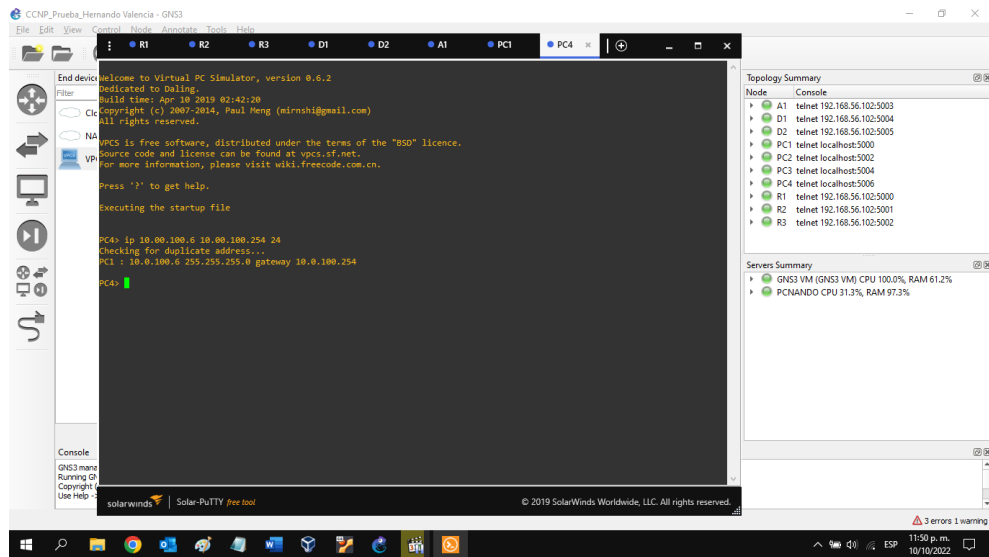 CCNP_Prueba_Hernando Valencia - GNS3
File Edit View Control Node Annotate Tools Help
R1 R2 R3 D1 D2 A1 PC1 PC4
End device
Filter
Clo
NA
VPC
Welcome to Virtual PC Simulator, version 0.6.2
Dedicated to Daling.
Build time: Apr 10 2019 02:42:20
Copyright (c) 2007-2014, Paul Meng (mirnshi@gmail.com)
All rights reserved.
VPCS is free software, distributed under the terms of the "BSD" licence.
Source code and license can be found at vpcs.sf.net.
For more information, please visit wiki.freecode.com.cn.
Press '?' to get help.
Executing the startup file
PC4> ip 10.00.100.6 10.00.100.254 24
Checking for duplicate address...
PC1 : 10.0.100.6 255.255.255.0 gateway 10.0.100.254
PC4>
solarwinds Solar-PuTTY free tool
© 2019 SolarWinds Worldwide, LLC. All rights reserved.
Topology Summary
Node Console
A1 telnet 192.168.56.102:5003
D1 telnet 192.168.56.102:5004
D2 telnet 192.168.56.102:5005
PC1 telnet localhost:5000
PC2 telnet localhost:5002
PC3 telnet localhost:5004
PC4 telnet localhost:5006
R1 telnet 192.168.56.102:5000
R2 telnet 192.168.56.102:5001
R3 telnet 192.168.56.102:5002
Servers Summary
GNS3 VM (GNS3 VM) CPU 100.0%, RAM 61.2%
PCNANDO CPU 31.3%, RAM 97.3%
Console
GNS3 mana
Running GN
Copyright (
Use Help ->
3 errors 1 warning
ESP
11:50 p. m.
10/10/2022